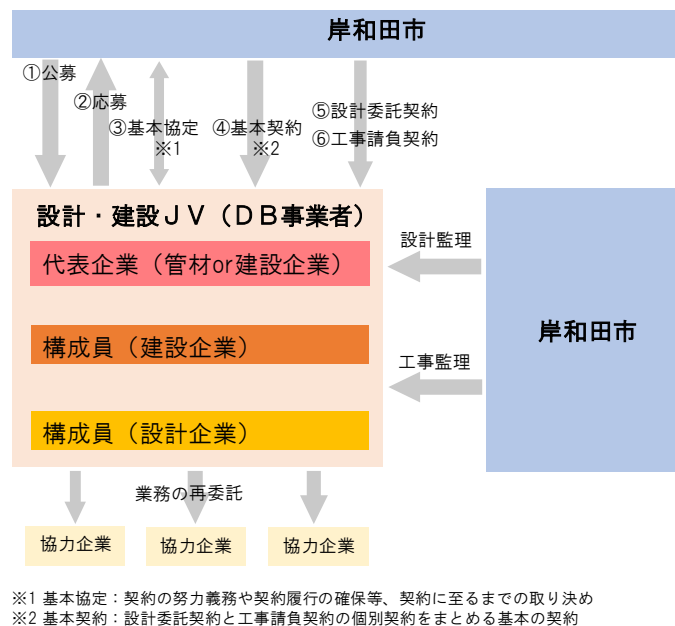 岸和田市
①公募
②応募
③基本協定
※1
④基本契約
※2
⑤設計委託契約
⑥工事請負契約
設計・建設ＪＶ（ＤＢ事業者）
代表企業（管材or建設企業）
構成員（建設企業）
構成員（設計企業）
設計監理
工事監理
岸和田市
業務の再委託
協力企業
協力企業
協力企業
※1 基本協定：契約の努力義務や契約履行の確保等、契約に至るまでの取り決め
※2 基本契約：設計委託契約と工事請負契約の個別契約をまとめる基本の契約